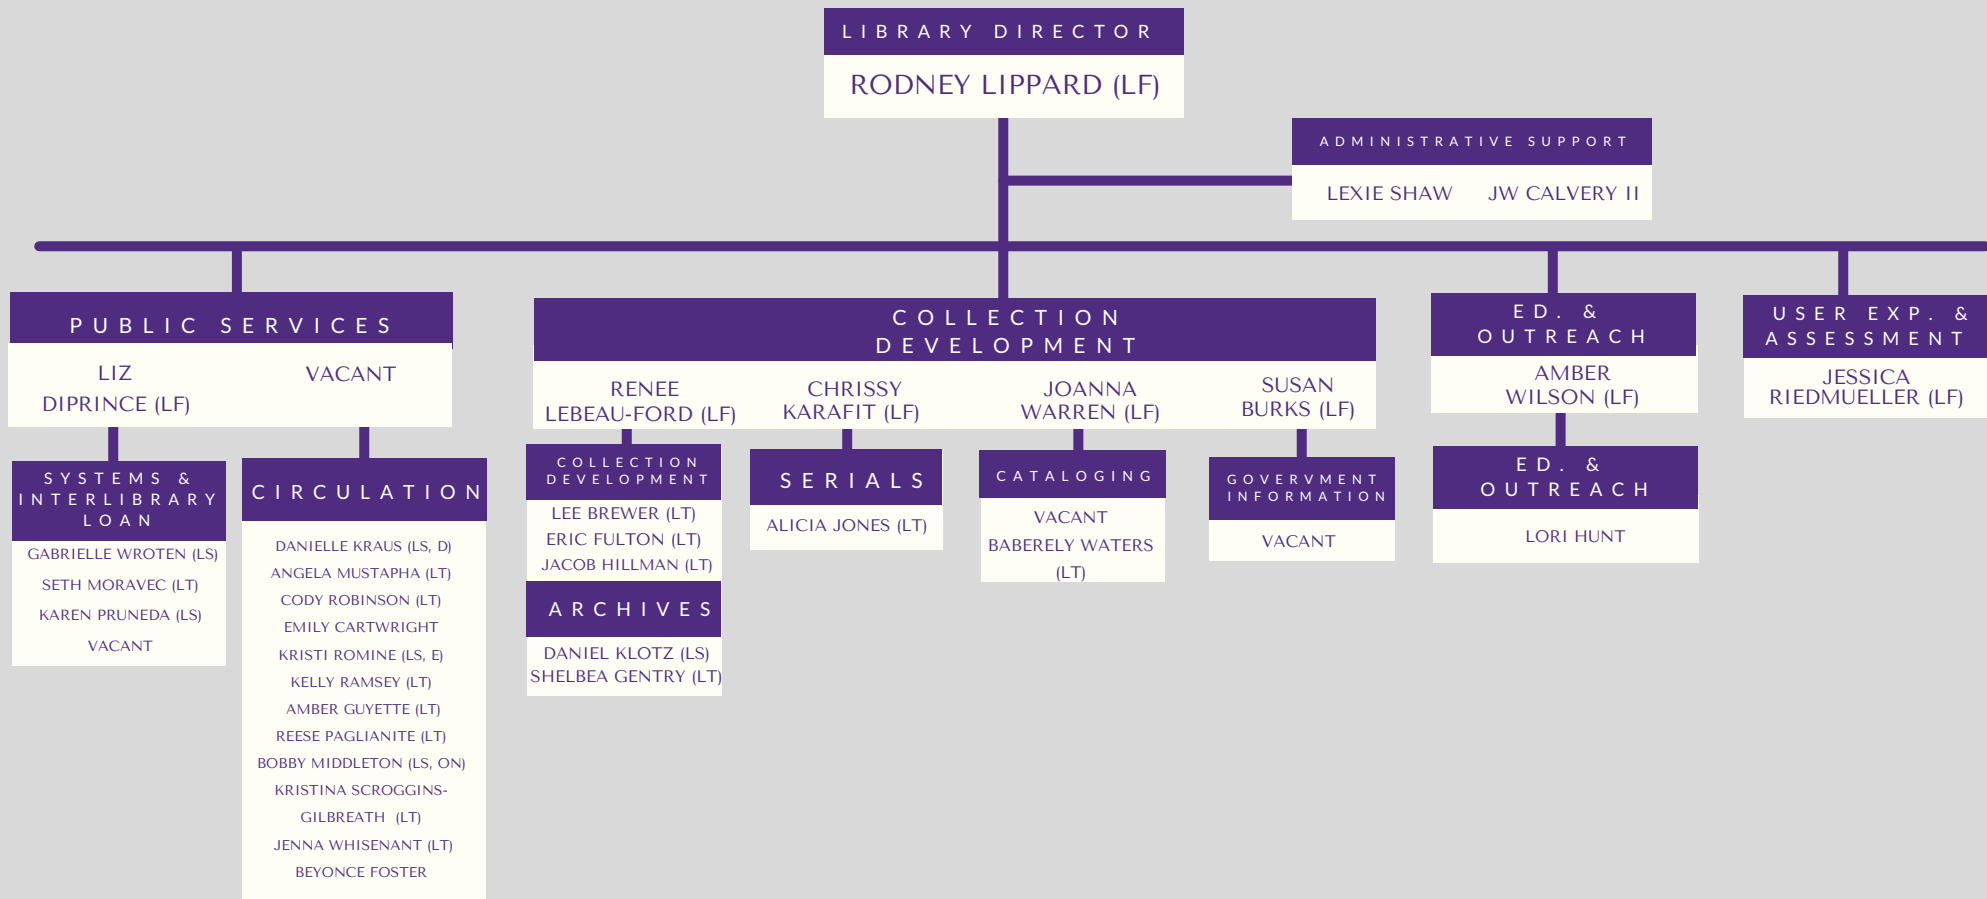 LIBRARY DIRECTOR
RODNEY LIPPARD (LF)
ADMINISTRATIVE SUPPORT
LEXIE SHAW JW CALVERY II
PUBLIC SERVICES
LIZ
DIPRINCE (LF)
VACANT
SYSTEMS &
INTERLIBRARY
LOAN
GABRIELLE WROTEN (LS)
SETH MORAVEC (LT)
KAREN PRUNEDA (LS)
VACANT
CIRCULATION
DANIELLE KRAUS (LS, D)
ANGELA MUSTAPHA (LT)
CODY ROBINSON (LT)
EMILY CARTWRIGHT
KRISTI ROMINE (LS, E)
KELLY RAMSEY (LT)
AMBER GUYETTE (LT)
REESE PAGLIANITE (LT)
BOBBY MIDDLETON (LS, ON)
KRISTINA SCROGGINS-
GILBREATH (LT)
JENNA WHISENANT (LT)
BEYONCE FOSTER
COLLECTION
DEVELOPMENT
RENEE
LEBEAU-FORD (LF)
CHRISSY
KARAFIT (LF)
JOANNA
WARREN (LF)
SUSAN
BURKS (LF)
COLLECTION
DEVELOPMENT
LEE BREWER (LT)
ERIC FULTON (LT)
JACOB HILLMAN (LT)
ARCHIVES
DANIEL KLOTZ (LS)
SHELBEA GENTRY (LT)
SERIALS
ALICIA JONES (LT)
CATALOGING
VACANT
BABERELY WATERS
(LT)
GOVERVMENT
INFORMATION
VACANT
ED. &
OUTREACH
AMBER
WILSON (LF)
ED. &
OUTREACH
LORI HUNT
USER EXP. &
ASSESSMENT
JESSICA
RIEDMUELLER (LF)